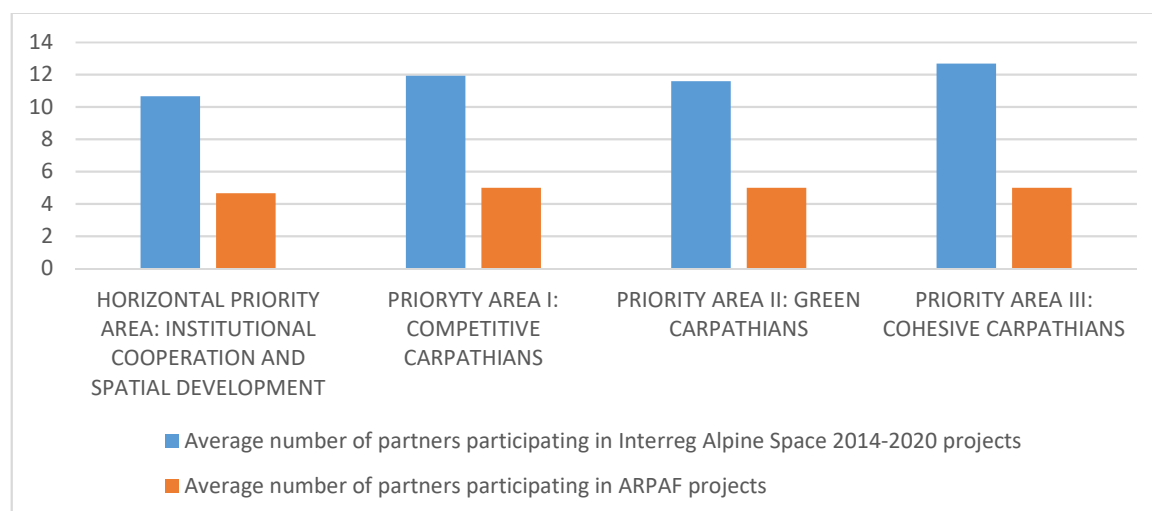 14
12
10
8
6
4
2
0
HORIZONTAL PRIORITY
AREA: INSTITUTIONAL
COOPERATION AND
SPATIAL DEVELOPMENT
PRIORYTY AREA I:
COMPETITIVE
CARPATHIANS
PRIORITY AREA II: GREEN
CARPATHIANS
PRIORITY AREA III:
COHESIVE CARPATHIANS
Average number of partners participating in Interreg Alpine Space 2014-2020 projects
Average number of partners participating in ARPAF projects